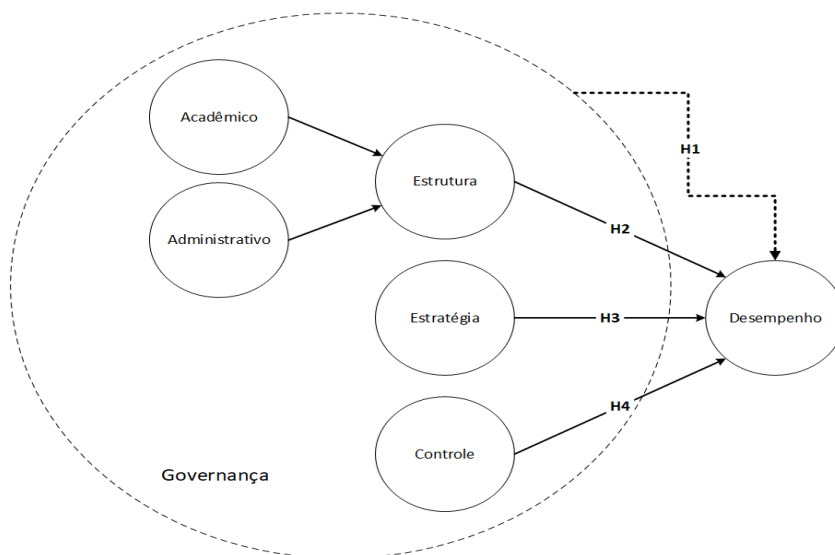 Acadêmico
H1
Estrutura
H2
Administrativo
Estratégia
H3
Desempenho
H4
Controle
Governança